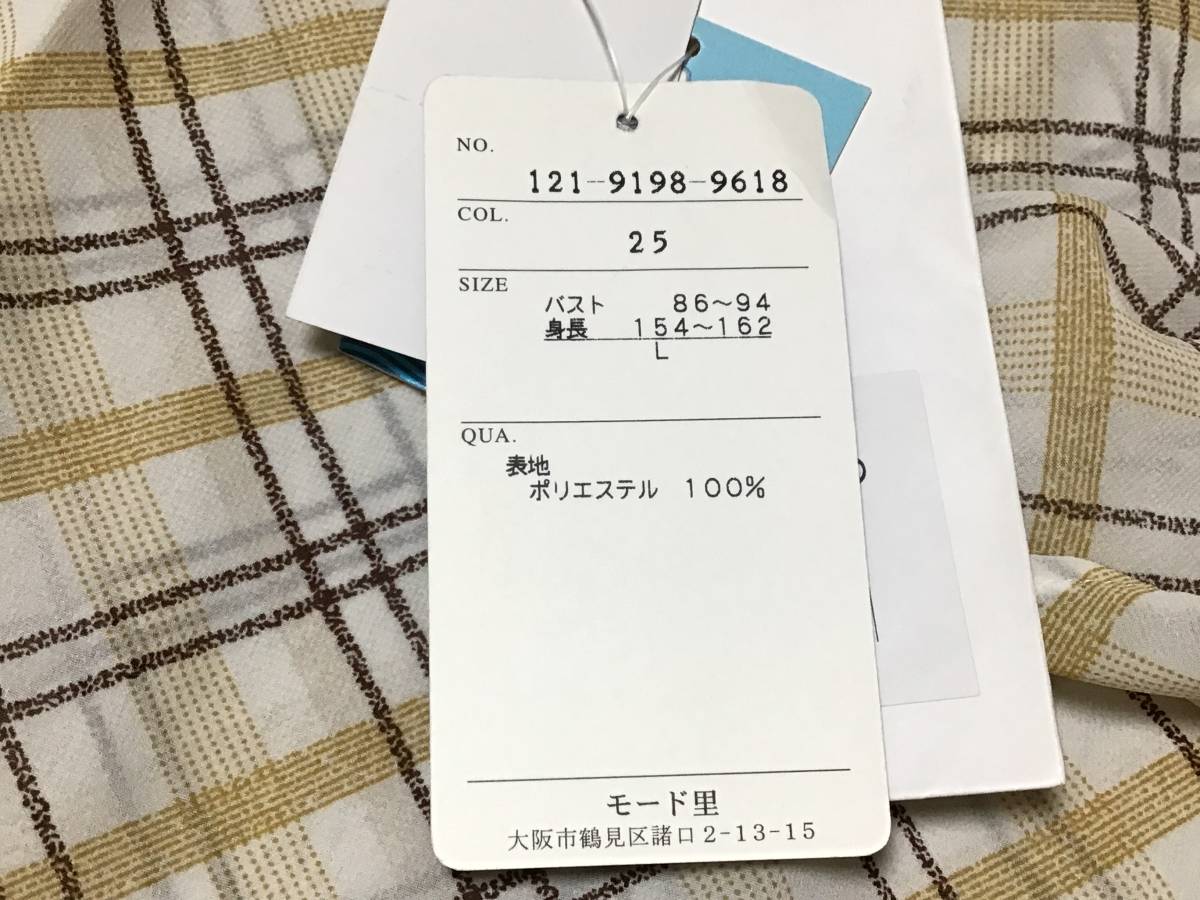 NO.
121-9198-9618
COL.
25
SIZE
バスト 86～94
身長 154～162
L
QUA.
表地
ポリエステル 100%
モード里
大阪市鶴見区諸口2-13-15